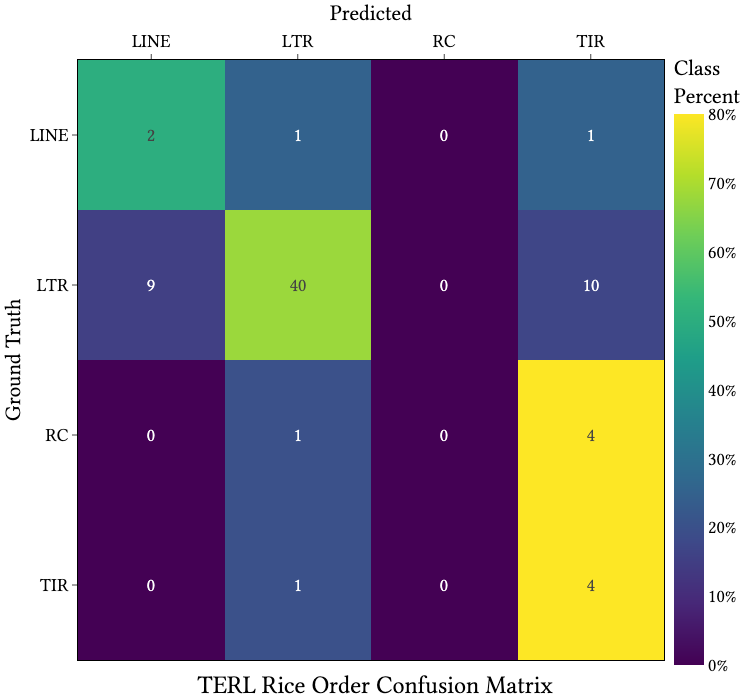 Predicted
LINE LTR RC TIR
Class
Percent
LINE 2 1 0 1
LTR 9 40 0 10
RC 0 1 0 4
TIR 0 1 0 4
Ground Truth
80%
70%
60%
50%
40%
30%
20%
10%
0%
TERL Rice Order Confusion Matrix